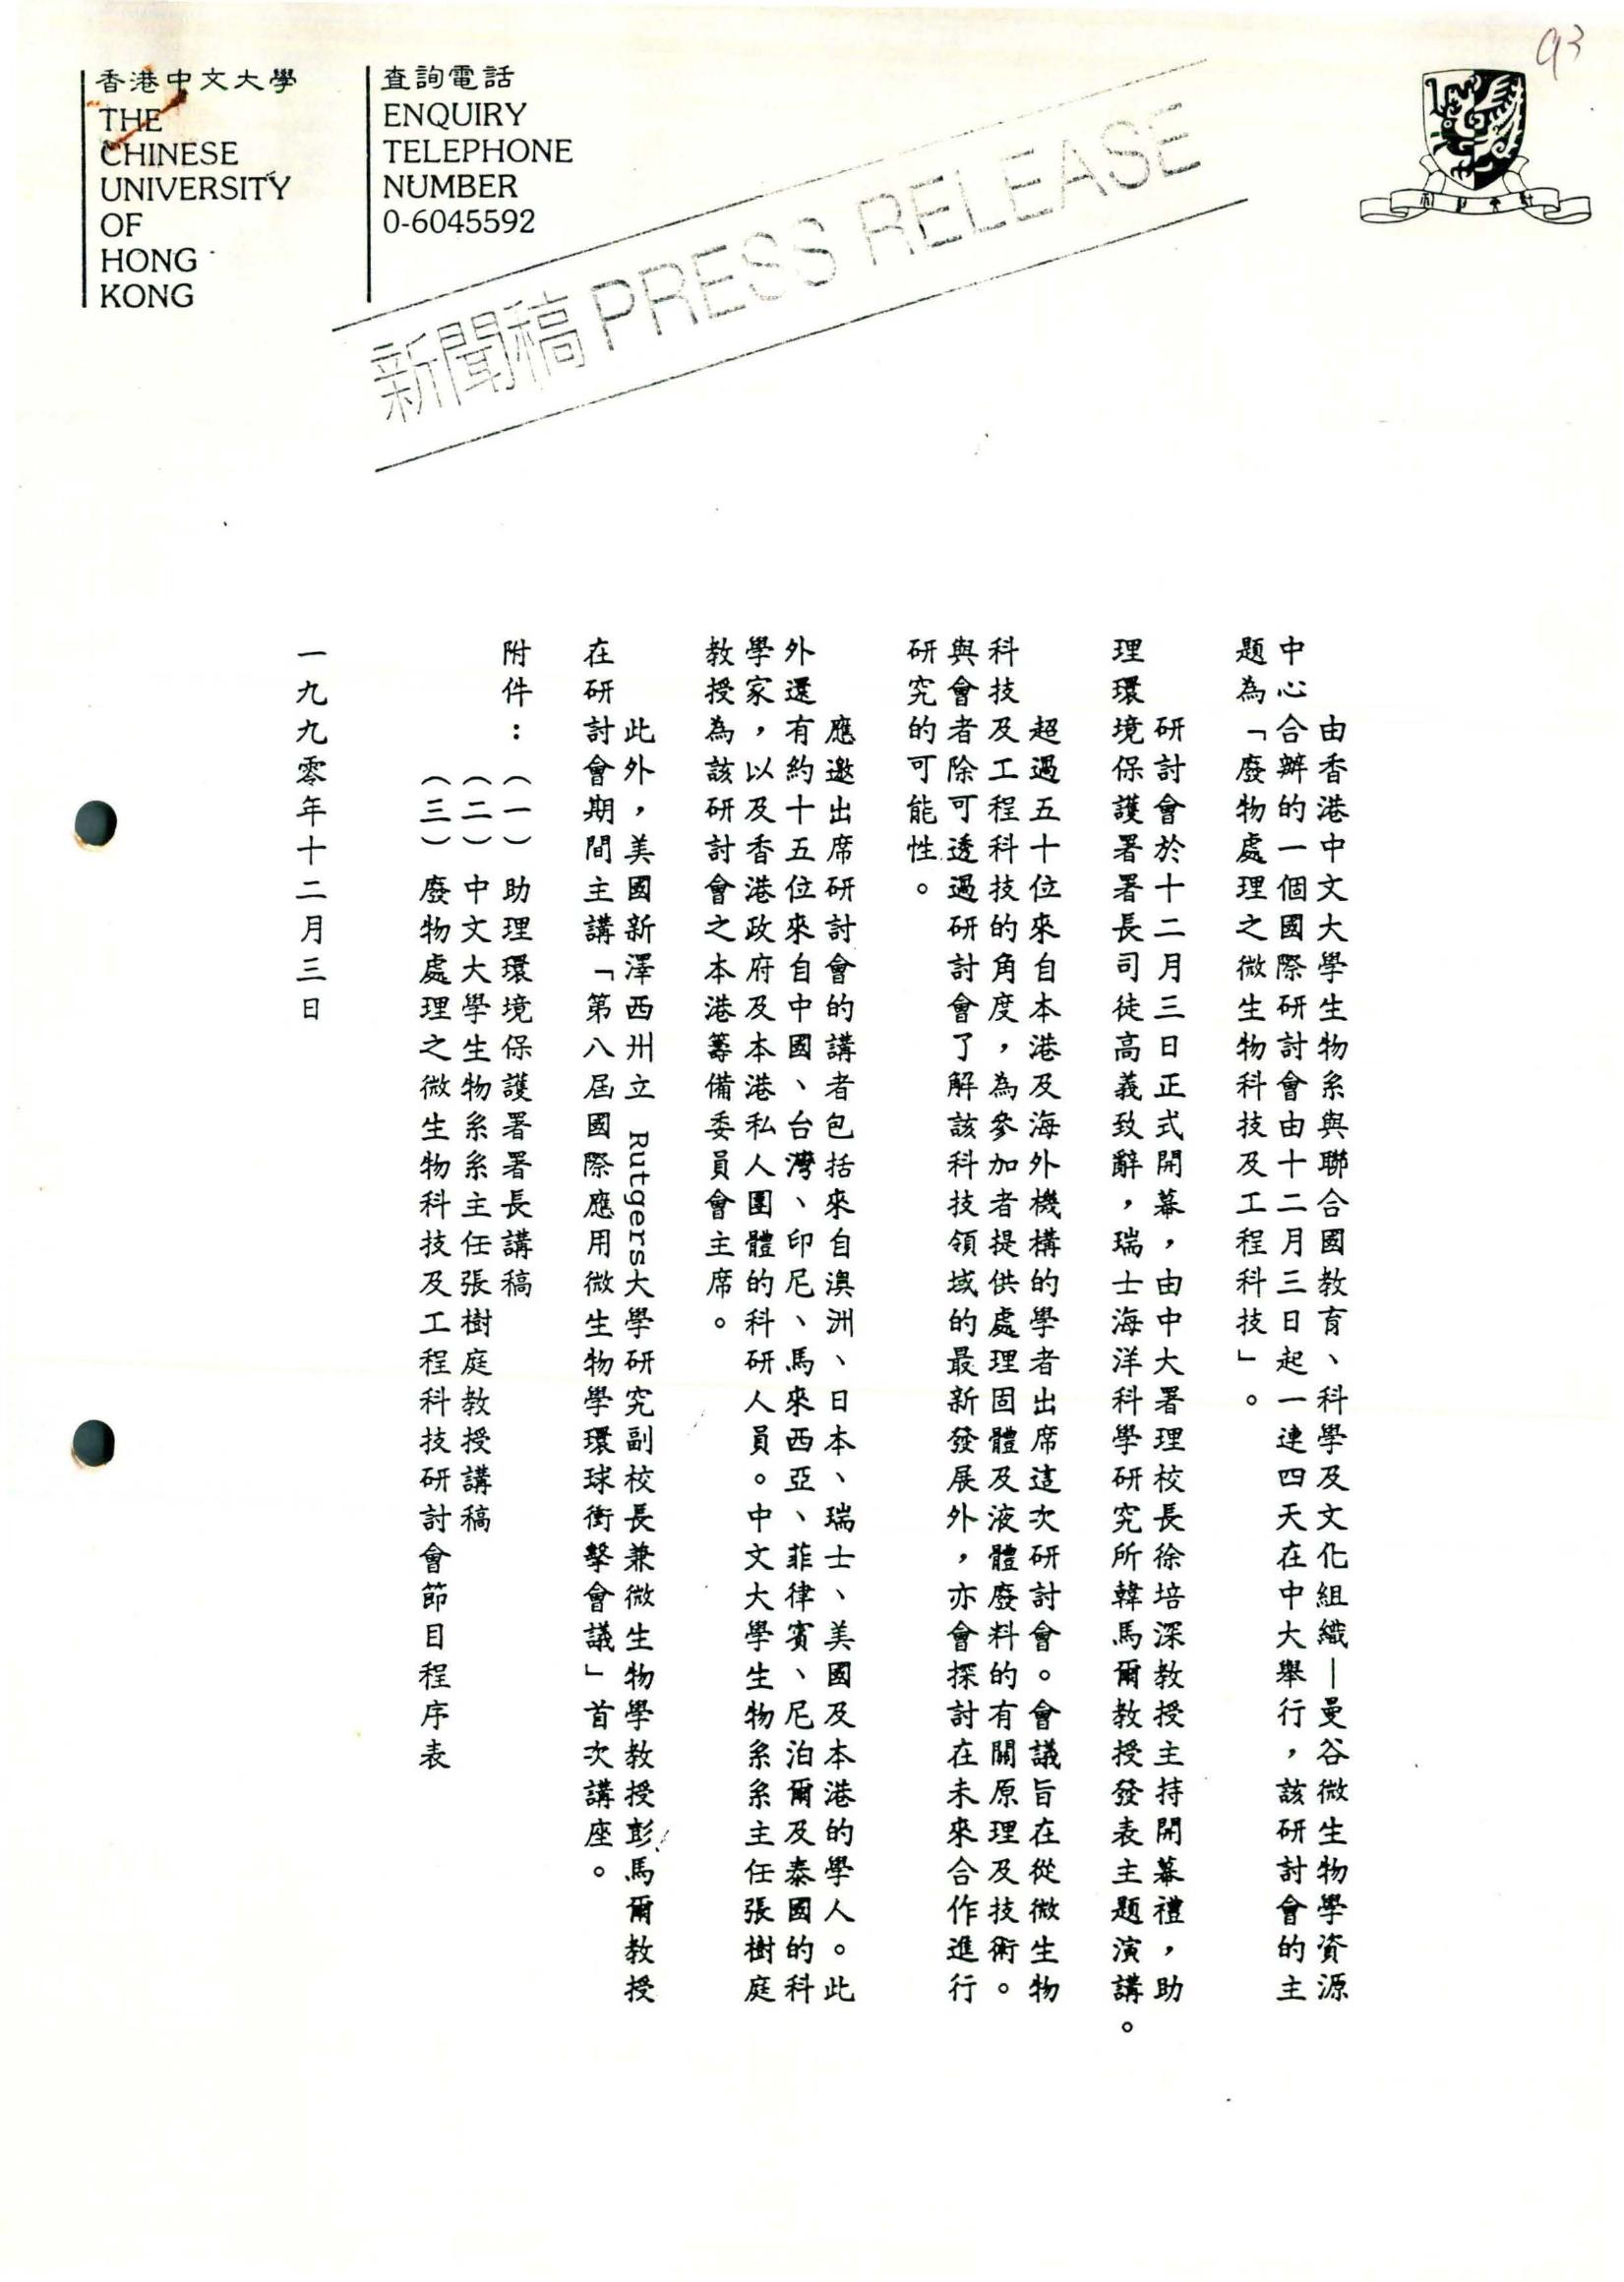 93
香港中文大學
THE
CHINESE
UNIVERSITY
OF
HONG
KONG
查詢電話
ENQUIRY
TELEPHONE
NUMBER
0-6045592
新聞稿 PRESS RELEASE
由香港中文大學生物系與聯合國教育、科學及文化組織—曼谷微生物學資源
中心合辦的一個國際研討會由十二月三日起一連四天在中大舉行，該研討會的主
題為「廢物處理之微生物科技及工程科技」。
研討會於十二月三日正式開幕，由中大署理校長徐培深教授主持開幕禮，助
理環境保護署署長司徒高義致辭，瑞士海洋科學研究所韓馬爾教授發表主題演講。
超過五十位來自本港及海外機構的學者出席這次研討會。會議旨在從微生物
科技及工程科技的角度，為參加者提供處理固體及液體廢料的有關原理及技術。
與會者除可透過研討會了解該科技領域的最新發展外，亦會探討在未來合作進行
研究的可能性。
應邀出席研討會的講者包括來自澳洲、日本、瑞士、美國及本港的學人。此
外還有約十五位來自中國、台灣、印尼、馬來西亞、菲律賓、尼泊爾及泰國的科
學家，以及香港政府及本港私人團體的科研人員。中文大學生物系系主任張樹庭
教授為該研討會之本港籌備委員會主席。
此外，美國新澤西州立 Rutgers大學研究副校長兼微生物學教授彭馬爾教授
在研討會期間主講「第八屆國際應用微生物學環球衝擊會議」首次講座。
附件：（一）助理環境保護署署長講稿
（二）中文大學生物系系主任張樹庭教授講稿
（三）廢物處理之微生物科技及工程科技研討會節目程序表
一九九零年十二月三日